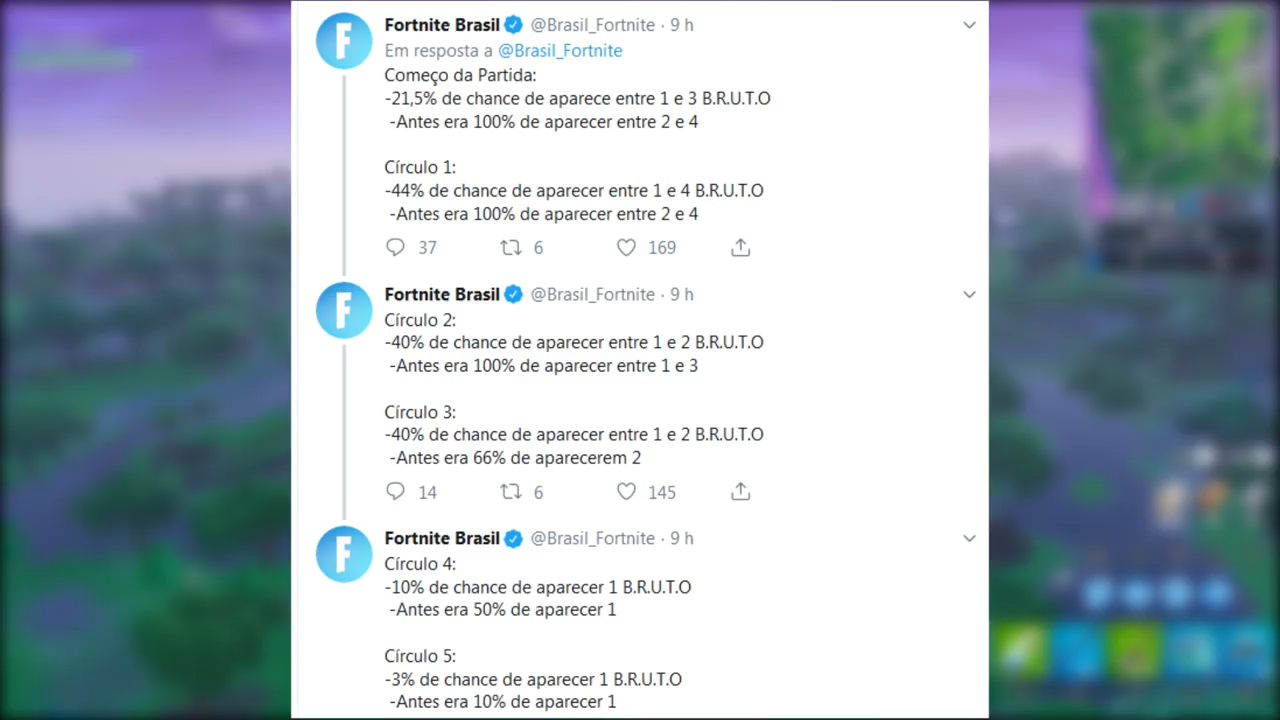 Fortnite Brasil @Brasil_Fortnite · 9 h
Em resposta a @Brasil_Fortnite
Começo da Partida:
-21,5% de chance de aparece entre 1 e 3 B.R.U.T.O
-Antes era 100% de aparecer entre 2 e 4
Círculo 1:
-44% de chance de aparecer entre 1 e 4 B.R.U.T.O
-Antes era 100% de aparecer entre 2 e 4
37 6 169
Fortnite Brasil @Brasil_Fortnite · 9 h
Círculo 2:
-40% de chance de aparecer entre 1 e 2 B.R.U.T.O
-Antes era 100% de aparecer entre 1 e 3
Círculo 3:
-40% de chance de aparecer entre 1 e 2 B.R.U.T.O
-Antes era 66% de aparecerem 2
14 6 145
Fortnite Brasil @Brasil_Fortnite · 9 h
Círculo 4:
-10% de chance de aparecer 1 B.R.U.T.O
-Antes era 50% de aparecer 1
Círculo 5:
-3% de chance de aparecer 1 B.R.U.T.O
-Antes era 10% de aparecer 1